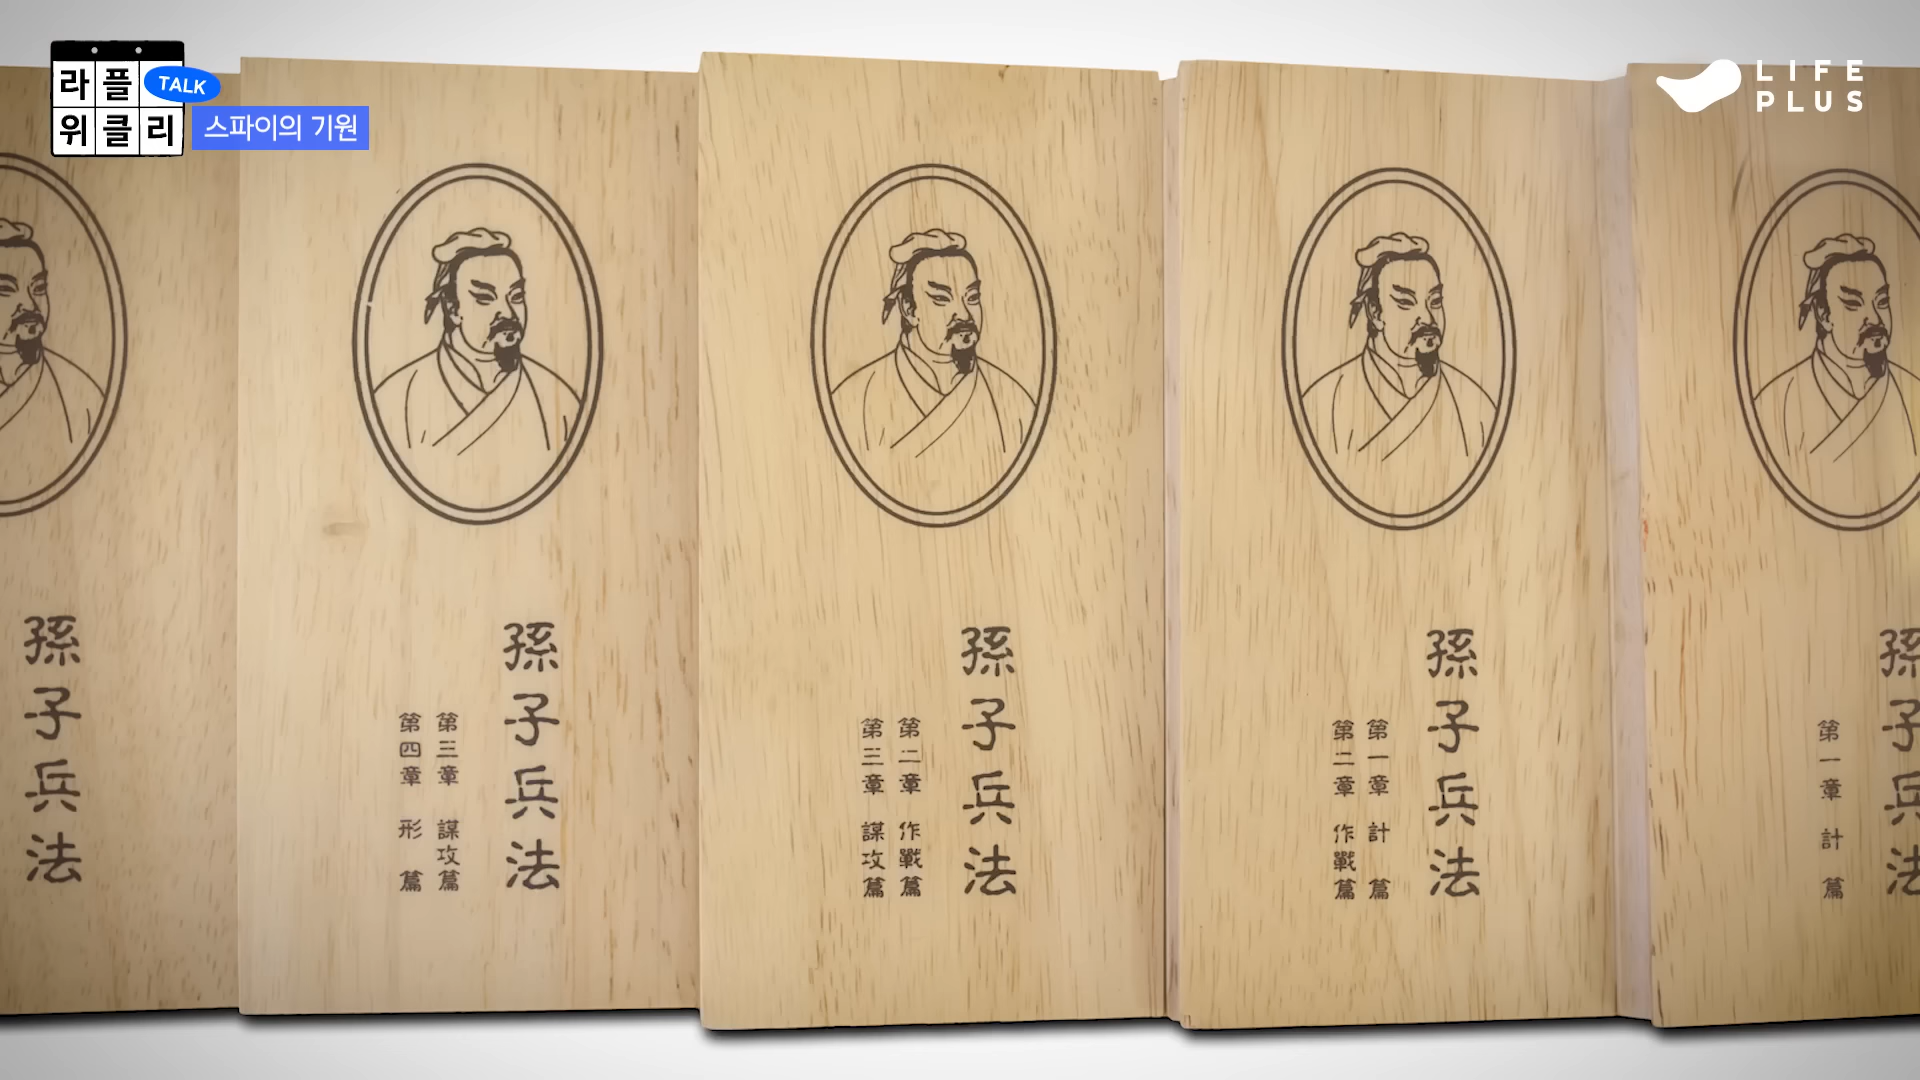 라플
위클리
TALK
스파이의 기원
LIFE
PLUS
孫子兵法
孫子兵法
第三章 謀攻篇
第四章 形 篇
孫子兵法
第二章 作戰篇
第三章 謀攻篇
孫子兵法
第一章 計 篇
第二章 作戰篇
孫子兵法
第一章 計 篇